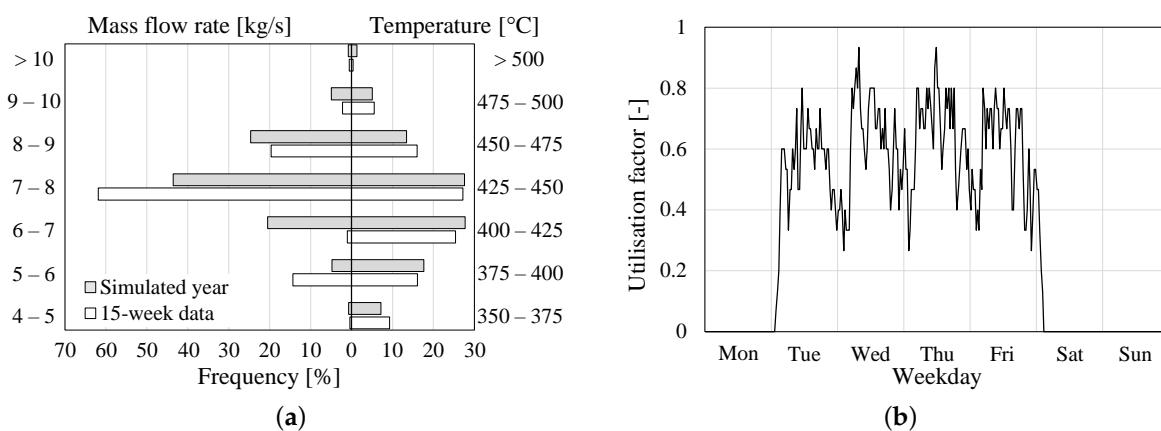 Mass flow rate [kg/s] Temperature [°C]
> 10 > 500
9 – 10 475 – 500
8 – 9 450 – 475
7 – 8 425 – 450
6 – 7 400 – 425
5 – 6 375 – 400
4 – 5 350 – 375
Simulated year
15-week data
70 60 50 40 30 20 10 0 10 20 30
Frequency [%]
(a)
Utilisation factor [-]
1
0.8
0.6
0.4
0.2
0
Mon Tue Wed Thu Fri Sat Sun
Weekday
(b)